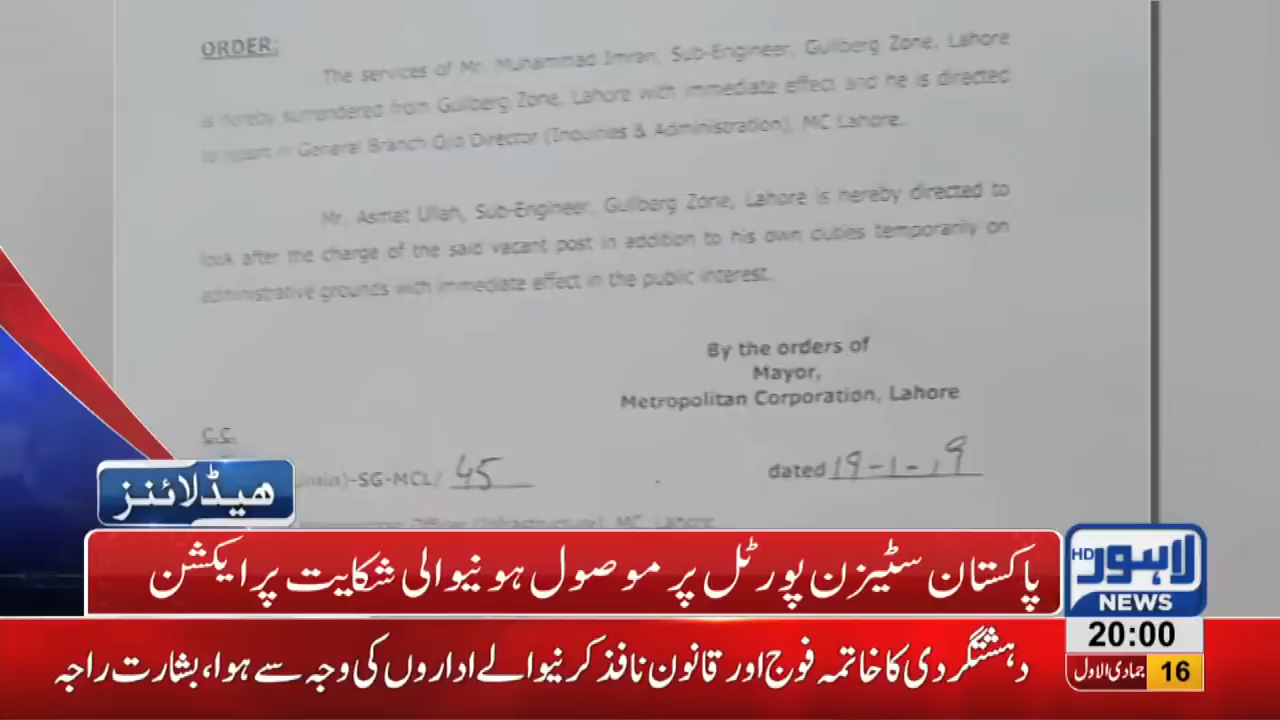 ORDER:
The services of Mr. Muhammad Imran, Sub-Engineer, Gulberg Zone, Lahore
is hereby surrendered from Gulberg Zone, Lahore with immediate effect and he is directed
to report in General Branch O/o Director (Inquiries & Administration), MC Lahore.
Mr. Asmat Ullah, Sub-Engineer, Gulberg Zone, Lahore is hereby directed to
look after the charge of the said vacant post in addition to his own duties temporarily on
administrative grounds with immediate effect in the public interest.
By the orders of
Mayor,
Metropolitan Corporation, Lahore
C.C.
)-SG-MCL/ 45
dated 19-1-19
(Infrastructure), MC Lahore
ہیڈلائنز
پاکستان سٹیزن پورٹل پر موصول ہونیوالی شکایت پر ایکشن
HD لاہور
NEWS
20:00
دہشتگردی کا خاتمہ فوج اور قانون نافذ کرنیوالے اداروں کی وجہ سے ہوا، بشارت راجہ
16 جمادی الاول